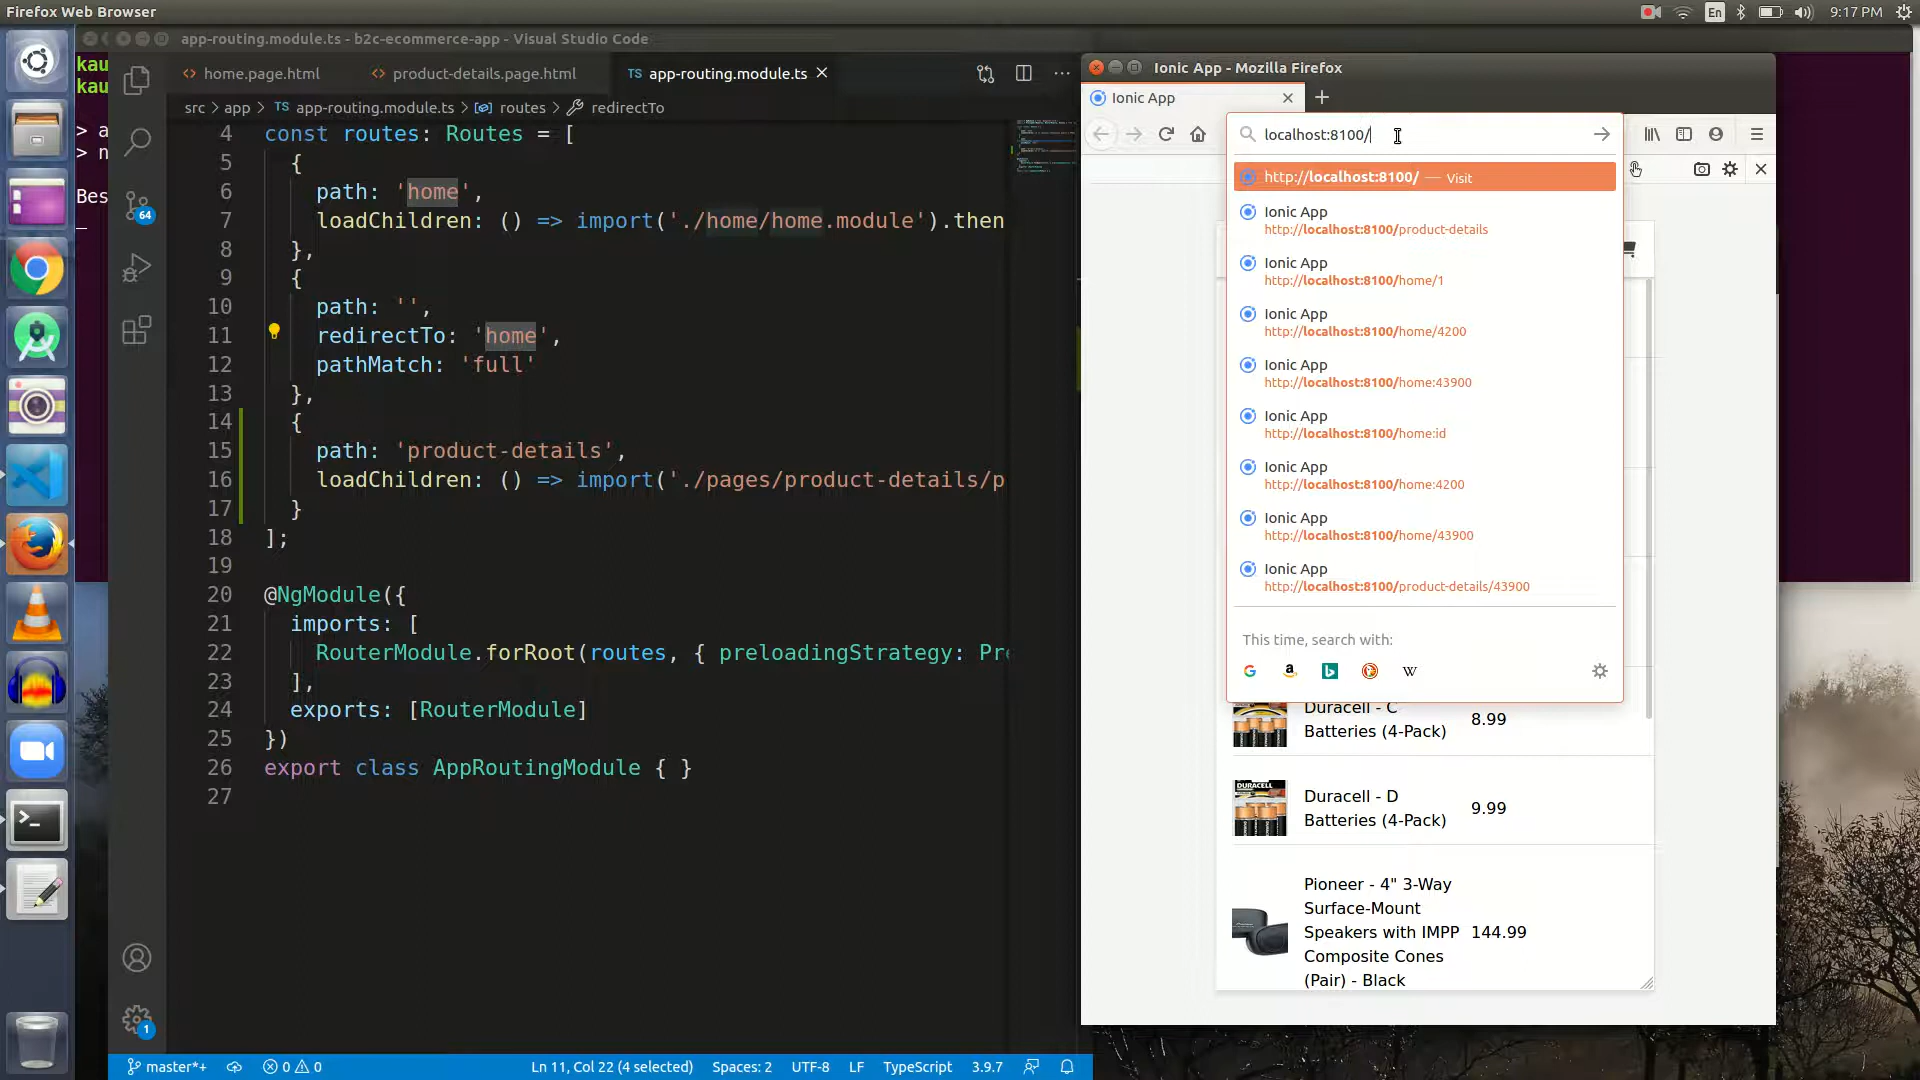 Firefox Web Browser
En
9:17 PM
app-routing.module.ts - b2c-ecommerce-app - Visual Studio Code
kau
kau
> a
> n
Bes
home.page.html
product-details.page.html
TS app-routing.module.ts
src > app > TS app-routing.module.ts > routes > redirectTo
4 const routes: Routes = [
5 {
6 path: 'home',
7 loadChildren: () => import('./home/home.module').then
8 },
9 {
10 path: '',
11 redirectTo: 'home',
12 pathMatch: 'full'
13 },
14 {
15 path: 'product-details',
16 loadChildren: () => import('./pages/product-details/p
17 }
18 ];
19
20 @NgModule({
21 imports: [
22 RouterModule.forRoot(routes, { preloadingStrategy: Pr
23 ],
24 exports: [RouterModule]
25 })
26 export class AppRoutingModule { }
27
64
1
master*+
0
0
Ln 11, Col 22 (4 selected)
Spaces: 2
UTF-8
LF
TypeScript
3.9.7
Ionic App - Mozilla Firefox
Ionic App
localhost:8100/
http://localhost:8100/ — Visit
Ionic App
http://localhost:8100/product-details
Ionic App
http://localhost:8100/home/1
Ionic App
http://localhost:8100/home/4200
Ionic App
http://localhost:8100/home:43900
Ionic App
http://localhost:8100/home:id
Ionic App
http://localhost:8100/home:4200
Ionic App
http://localhost:8100/home/43900
Ionic App
http://localhost:8100/product-details/43900
This time, search with:
Duracell - C
Batteries (4-Pack)
8.99
DURACELL
Duracell - D
Batteries (4-Pack)
9.99
Pioneer - 4" 3-Way
Surface-Mount
Speakers with IMPP
Composite Cones
(Pair) - Black
144.99